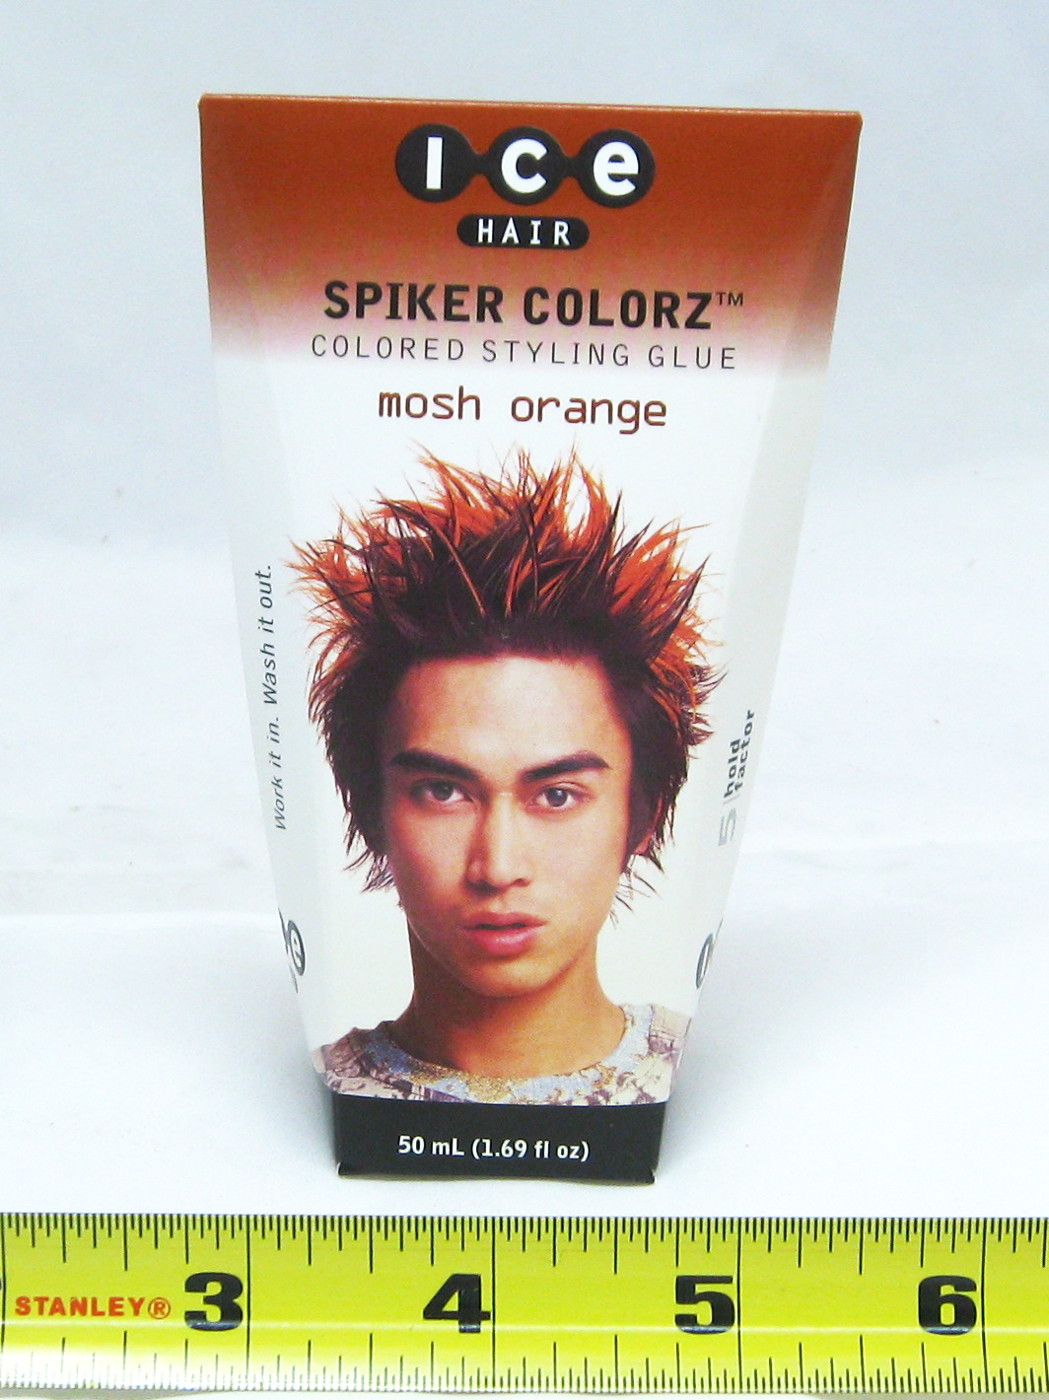 ice
HAIR
SPIKER COLORZ™
COLORED STYLING GLUE
mosh orange
Work it in. Wash it out.
5 hold
factor
50 mL (1.69 fl oz)
STANLEY® 3 4 5 6